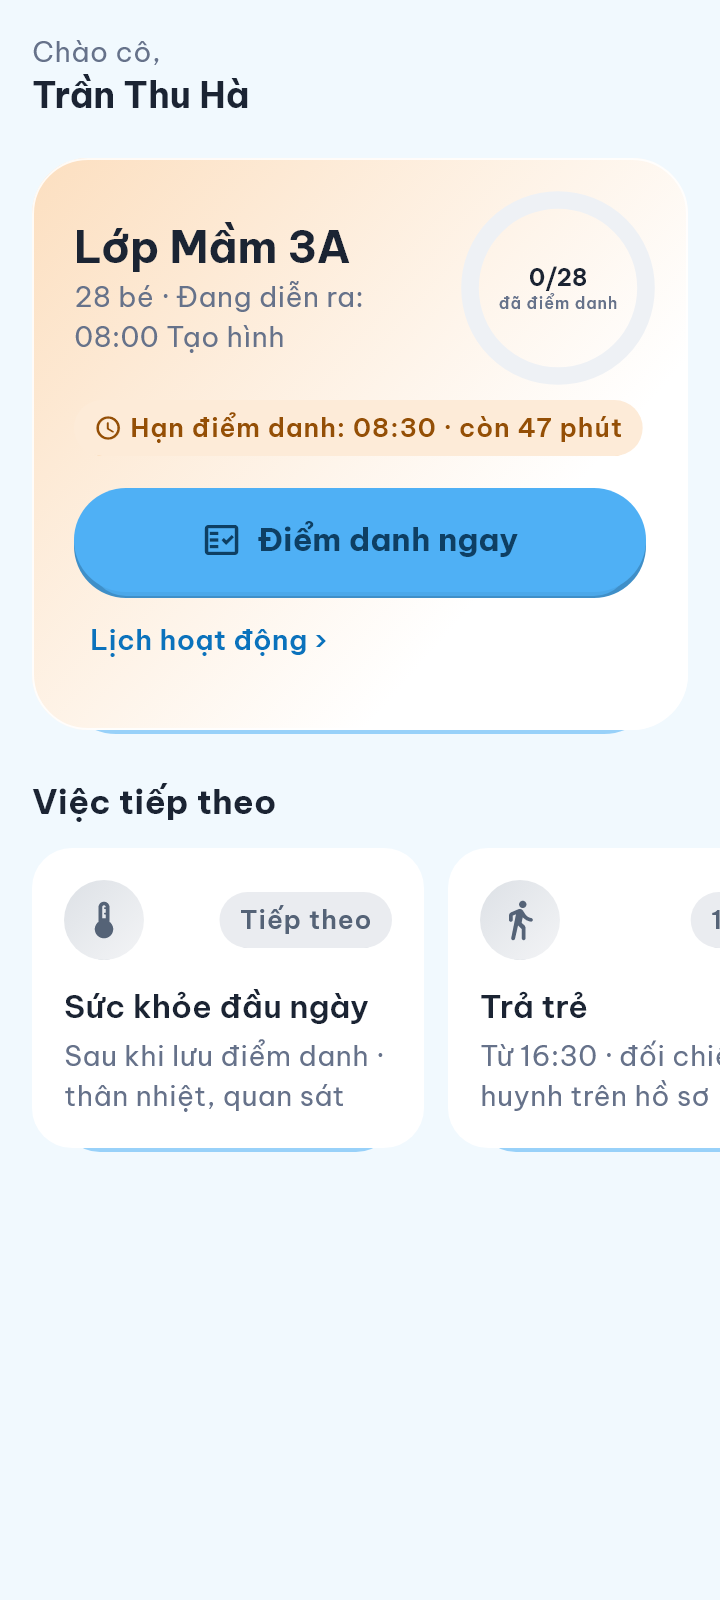 Chào cô,
Trần Thu Hà
Lớp Mầm 3A
28 bé · Đang diễn ra:
08:00 Tạo hình
0/28
đã điểm danh
Hạn điểm danh: 08:30 · còn 47 phút
Điểm danh ngay
Lịch hoạt động ›
Việc tiếp theo
Tiếp theo
Sức khỏe đầu ngày
Sau khi lưu điểm danh ·
thân nhiệt, quan sát
Trả trẻ
Từ 16:30 · đối
huynh trên hồ sơ